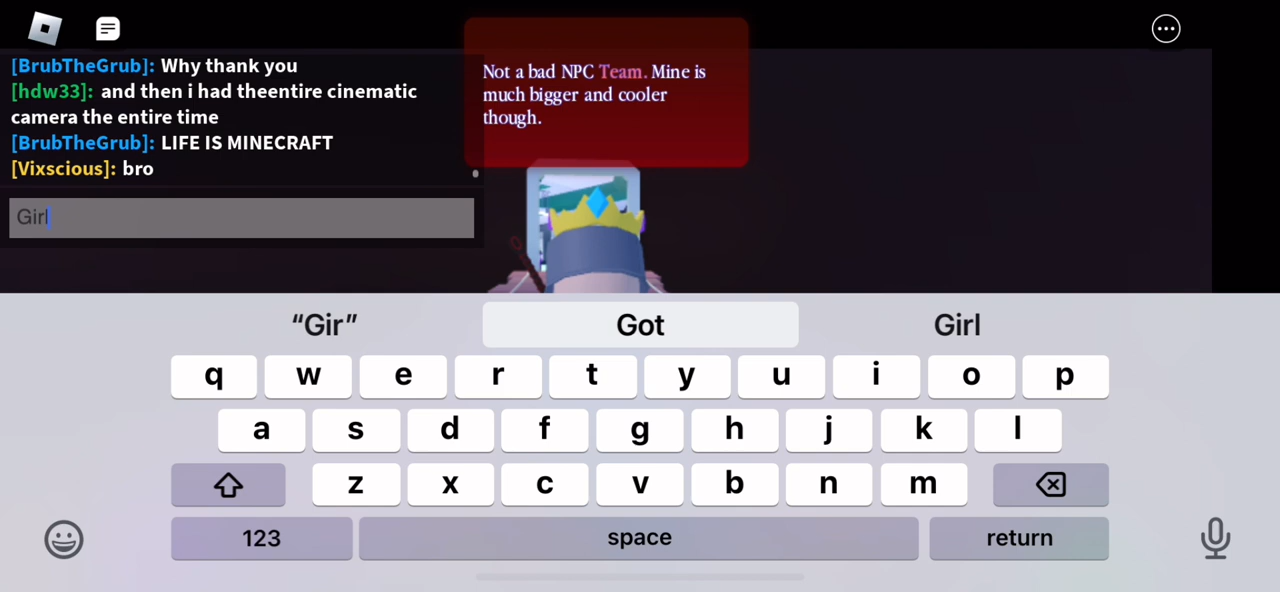 [BrubTheGrub]: Why thank you
[hdw33]: and then i had theentire cinematic
camera the entire time
[BrubTheGrub]: LIFE IS MINECRAFT
[Vixscious]: bro
Girl
Not a bad NPC Team. Mine is
much bigger and cooler
though.
“Gir” Got Girl
q w e r t y u i o p
a s d f g h j k l
z x c v b n m
123 space return